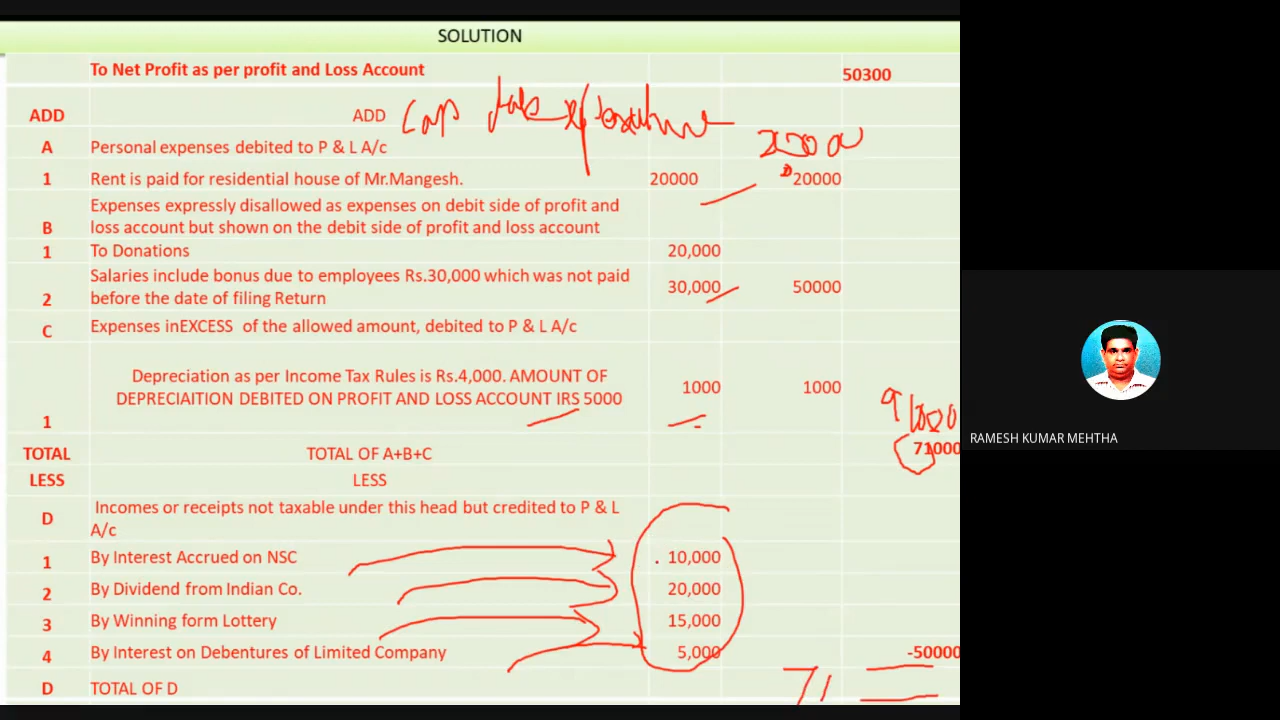 SOLUTION
To Net Profit as per profit and Loss Account 50300
ADD ADD
A Personal expenses debited to P & L A/c
1 Rent is paid for residential house of Mr.Mangesh. 20000 20000
Expenses expressly disallowed as expenses on debit side of profit and
B loss account but shown on the debit side of profit and loss account
1 To Donations 20,000
Salaries include bonus due to employees Rs.30,000 which was not paid
2 before the date of filing Return 30,000 50000
C Expenses inEXCESS of the allowed amount, debited to P & L A/c
Depreciation as per Income Tax Rules is Rs.4,000. AMOUNT OF
DEPRECIAITION DEBITED ON PROFIT AND LOSS ACCOUNT IRS 5000 1000 1000
1
TOTAL TOTAL OF A+B+C 71000
LESS LESS
D Incomes or receipts not taxable under this head but credited to P & L
A/c
1 By Interest Accrued on NSC 10,000
2 By Dividend from Indian Co. 20,000
3 By Winning form Lottery 15,000
4 By Interest on Debentures of Limited Company 5,000 -50000
D TOTAL OF D 71
RAMESH KUMAR MEHTHA